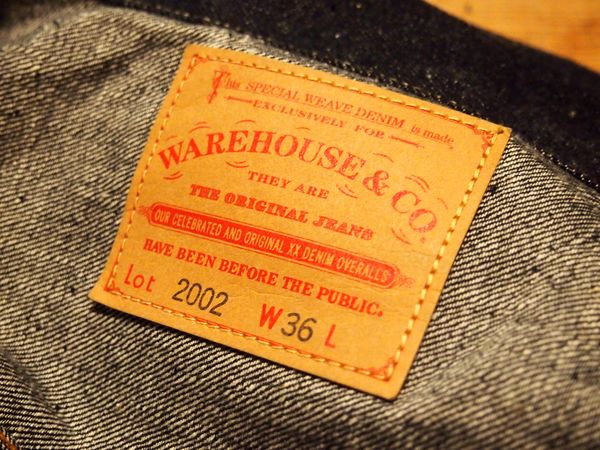 This SPECIAL WEAVE DENIM is made
EXCLUSIVELY FOR
WAREHOUSE & CO.
THEY ARE
THE ORIGINAL JEANS
OUR CELEBRATED AND ORIGINAL XX DENIM OVERALLS
HAVE BEEN BEFORE THE PUBLIC.
Lot 2002 W36 L